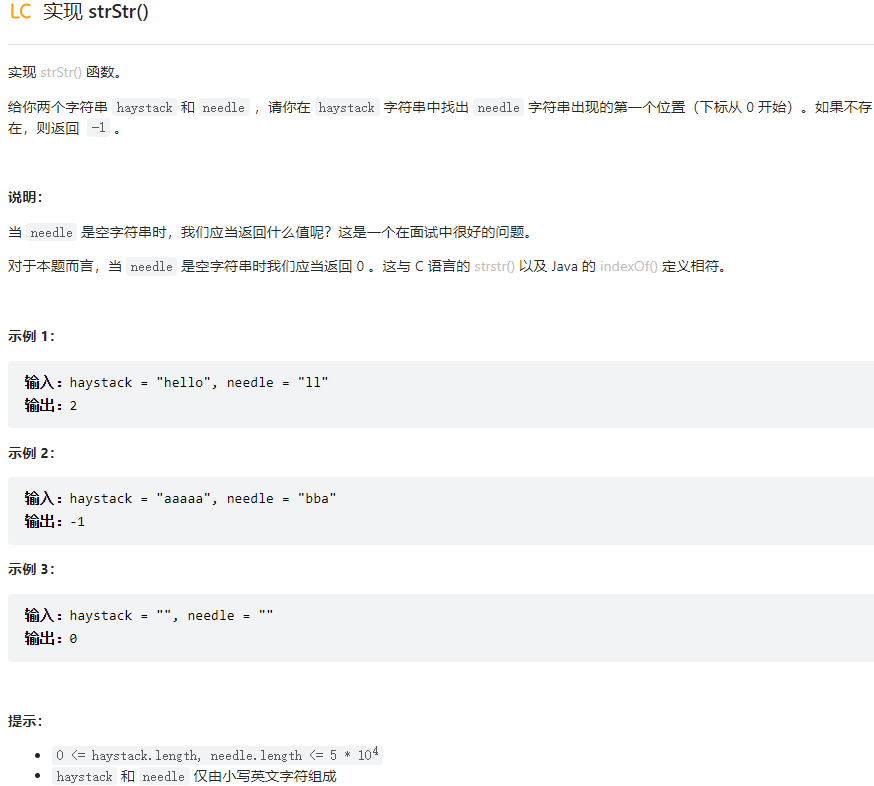 LC 实现 strStr()
实现 strStr() 函数。
给你两个字符串 haystack 和 needle ，请你在 haystack 字符串中找出 needle 字符串出现的第一个位置（下标从 0 开始）。如果不存
在，则返回 -1 。
说明：
当 needle 是空字符串时，我们应当返回什么值呢？这是一个在面试中很好的问题。
对于本题而言，当 needle 是空字符串时我们应当返回 0 。这与 C 语言的 strstr() 以及 Java 的 indexOf() 定义相符。
示例 1：
输入：haystack = "hello", needle = "ll"
输出：2
示例 2：
输入：haystack = "aaaaa", needle = "bba"
输出：-1
示例 3：
输入：haystack = "", needle = ""
输出：0
提示：
• 0 <= haystack.length, needle.length <= 5 * 10⁴
• haystack 和 needle 仅由小写英文字符组成